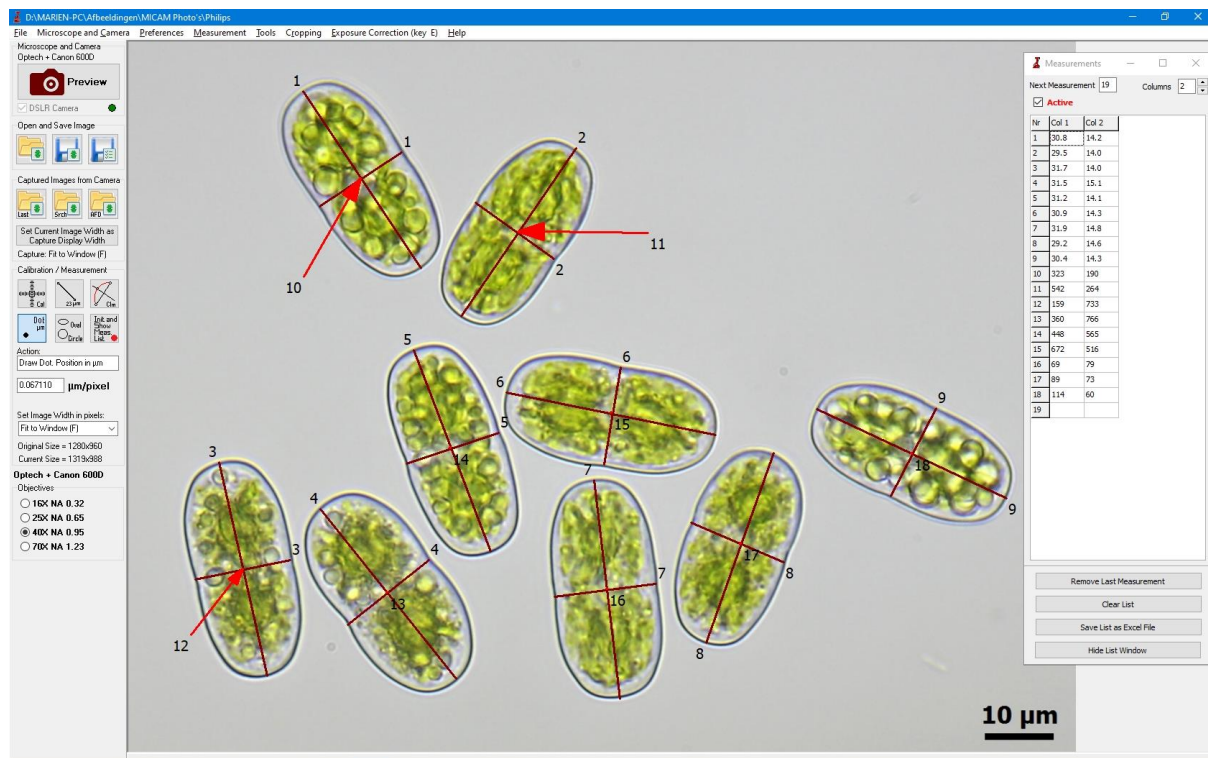 D:\MARIEN-PC\Afbeeldingen\MICAM Photo's\Philips
File Microscope and Camera Preferences Measurement Tools Cropping Exposure Correction (key E) Help
Microscope and Camera
Optech + Canon 600D
Preview
DSLR Camera
Open and Save Image
Captured Images from Camera
Last Srch AFD
Set Current Image Width as
Capture Display Width
Capture: Fit to Window (F)
Calibration / Measurement
Cal 23 µm Clm
Dot µm Oval Circle Init and Show Meas. List
Action:
Draw Dot. Position in µm
0.067110 µm/pixel
Set Image Width in pixels:
Fit to Window (F)
Original Size = 1280x960
Current Size = 1319x988
Optech + Canon 600D
Objectives
16X NA 0.32
25X NA 0.65
40X NA 0.95
70X NA 1.23
1
1
2
2
10
11
5
6
6
5
15
14
9
9
18
3
4
7
3
4
7
8
8
17
13
16
12
10 µm
Measurements
Next Measurement 19 Columns 2
Active
Nr Col 1 Col 2
1 30.8 14.2
2 29.5 14.0
3 31.7 14.0
4 31.5 15.1
5 31.2 14.1
6 30.9 14.3
7 31.9 14.8
8 29.2 14.6
9 30.4 14.3
10 323 190
11 542 264
12 159 733
13 360 766
14 448 565
15 672 516
16 69 79
17 89 73
18 114 60
19
Remove Last Measurement
Clear List
Save List as Excel File
Hide List Window